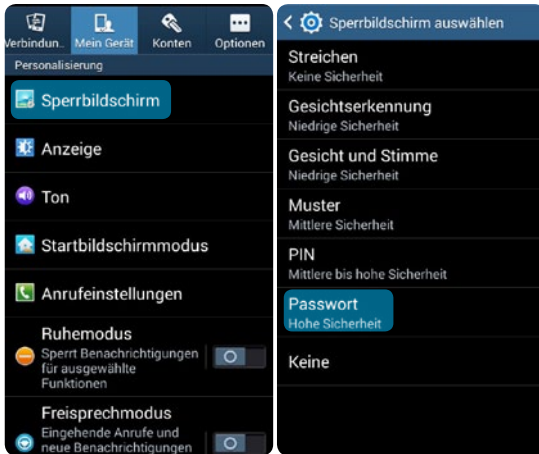 Verbindun..
Mein Gerät
Konten
Optionen
Personalisierung
Sperrbildschirm
Anzeige
Ton
Startbildschirmmodus
Anrufeinstellungen
Ruhemodus
Sperrt Benachrichtigungen
für ausgewählte
Funktionen
Freisprechmodus
Eingehende Anrufe und
neue Benachrichtigungen
Sperrbildschirm auswählen
Streichen
Keine Sicherheit
Gesichtserkennung
Niedrige Sicherheit
Gesicht und Stimme
Niedrige Sicherheit
Muster
Mittlere Sicherheit
PIN
Mittlere bis hohe Sicherheit
Passwort
Hohe Sicherheit
Keine